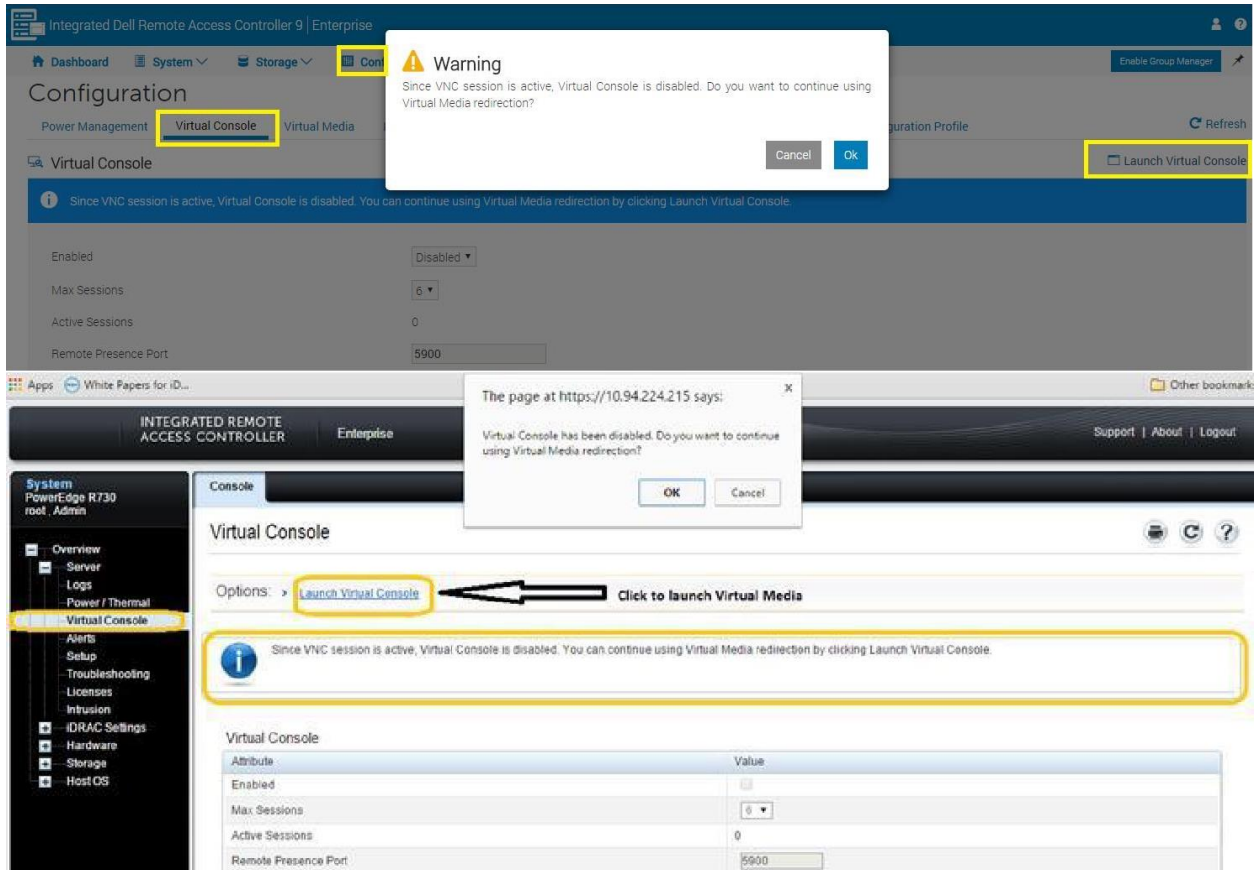 Integrated Dell Remote Access Controller 9 | Enterprise
Dashboard System Storage Conf Enable Group Manager
Warning
Since VNC session is active, Virtual Console is disabled. Do you want to continue using
Virtual Media redirection?
Cancel Ok
Configuration
Power Management Virtual Console Virtual Media guration Profile Refresh
Virtual Console Launch Virtual Console
Since VNC session is active, Virtual Console is disabled. You can continue using Virtual Media redirection by clicking Launch Virtual Console.
Enabled Disabled
Max Sessions 6
Active Sessions 0
Remote Presence Port 5900
Apps White Papers for iD... Other bookmark
The page at https://10.94.224.215 says: x
Virtual Console has been disabled. Do you want to continue
using Virtual Media redirection?
OK Cancel
INTEGRATED REMOTE
ACCESS CONTROLLER Enterprise Support | About | Logout
System
PowerEdge R730
root , Admin
Overview
Server
Logs
Power / Thermal
Virtual Console
Alerts
Setup
Troubleshooting
Licenses
Intrusion
iDRAC Settings
Hardware
Storage
Host OS
Console
Virtual Console
Options: Launch Virtual Console Click to launch Virtual Media
Since VNC session is active, Virtual Console is disabled. You can continue using Virtual Media redirection by clicking Launch Virtual Console.
Virtual Console
Attribute Value
Enabled
Max Sessions 6
Active Sessions 0
Remote Presence Port 5900